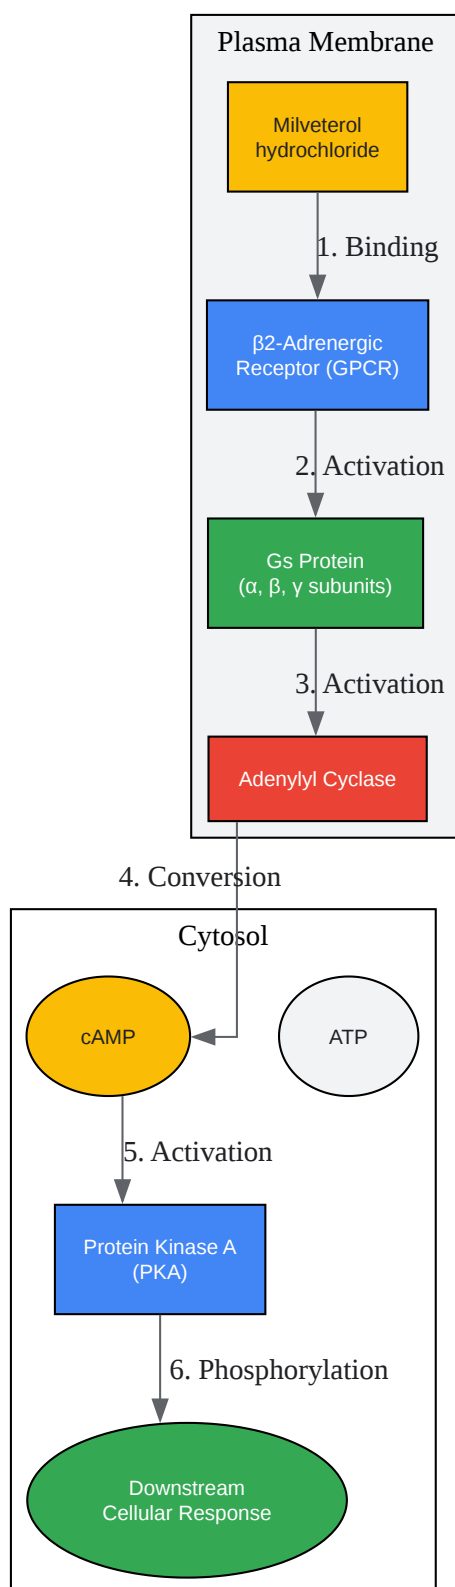 Plasma Membrane
Milveterol
hydrochloride
1. Binding
β2-Adrenergic
Receptor (GPCR)
2. Activation
Gs Protein
(α, β, γ subunits)
3. Activation
Adenylyl Cyclase
4. Conversion
Cytosol
cAMP
ATP
5. Activation
Protein Kinase A
(PKA)
6. Phosphorylation
Downstream
Cellular Response